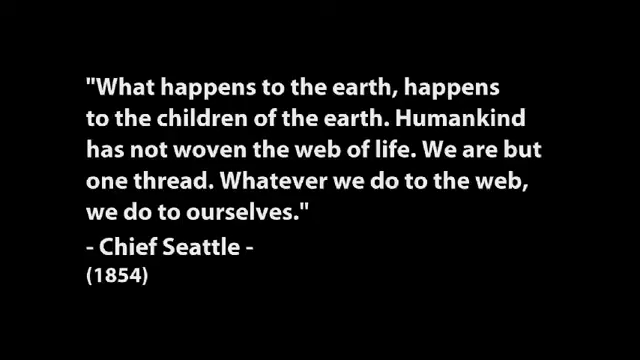 "What happens to the earth, happens
to the children of the earth. Humankind
has not woven the web of life. We are but
one thread. Whatever we do to the web,
we do to ourselves."
- Chief Seattle -
(1854)